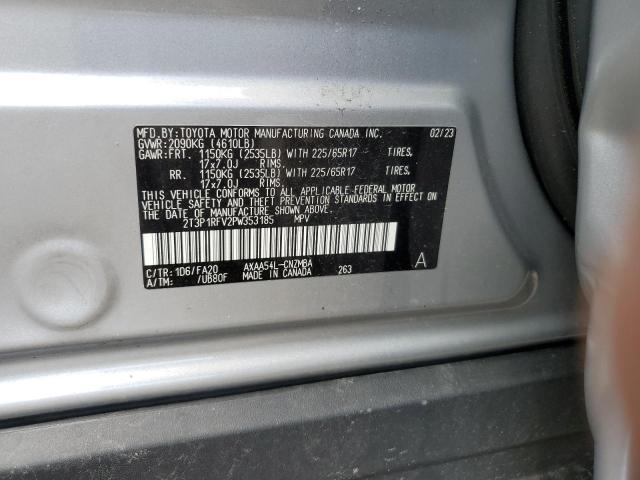 MFD.BY:TOYOTA MOTOR MANUFACTURING CANADA INC. 02/23
GVWR:2090KG (4610LB)
GAWR:FRT. 1150KG (2535LB) WITH 225/65R17 TIRES,
17x7.0J RIMS.
RR. 1150KG (2535LB) WITH 225/65R17 TIRES,
17x7.0J RIMS.
THIS VEHICLE CONFORMS TO ALL APPLICABLE FEDERAL MOTOR
VEHICLE SAFETY AND THEFT PREVENTION STANDARDS IN EFFECT
ON THE DATE OF MANUFACTURE SHOWN ABOVE.
2T3P1RFV2PW353185 MPV
C/TR:1D6/FA20 AXAA54L-CNZMBA 263 A
A/TM: /UB80F MADE IN CANADA